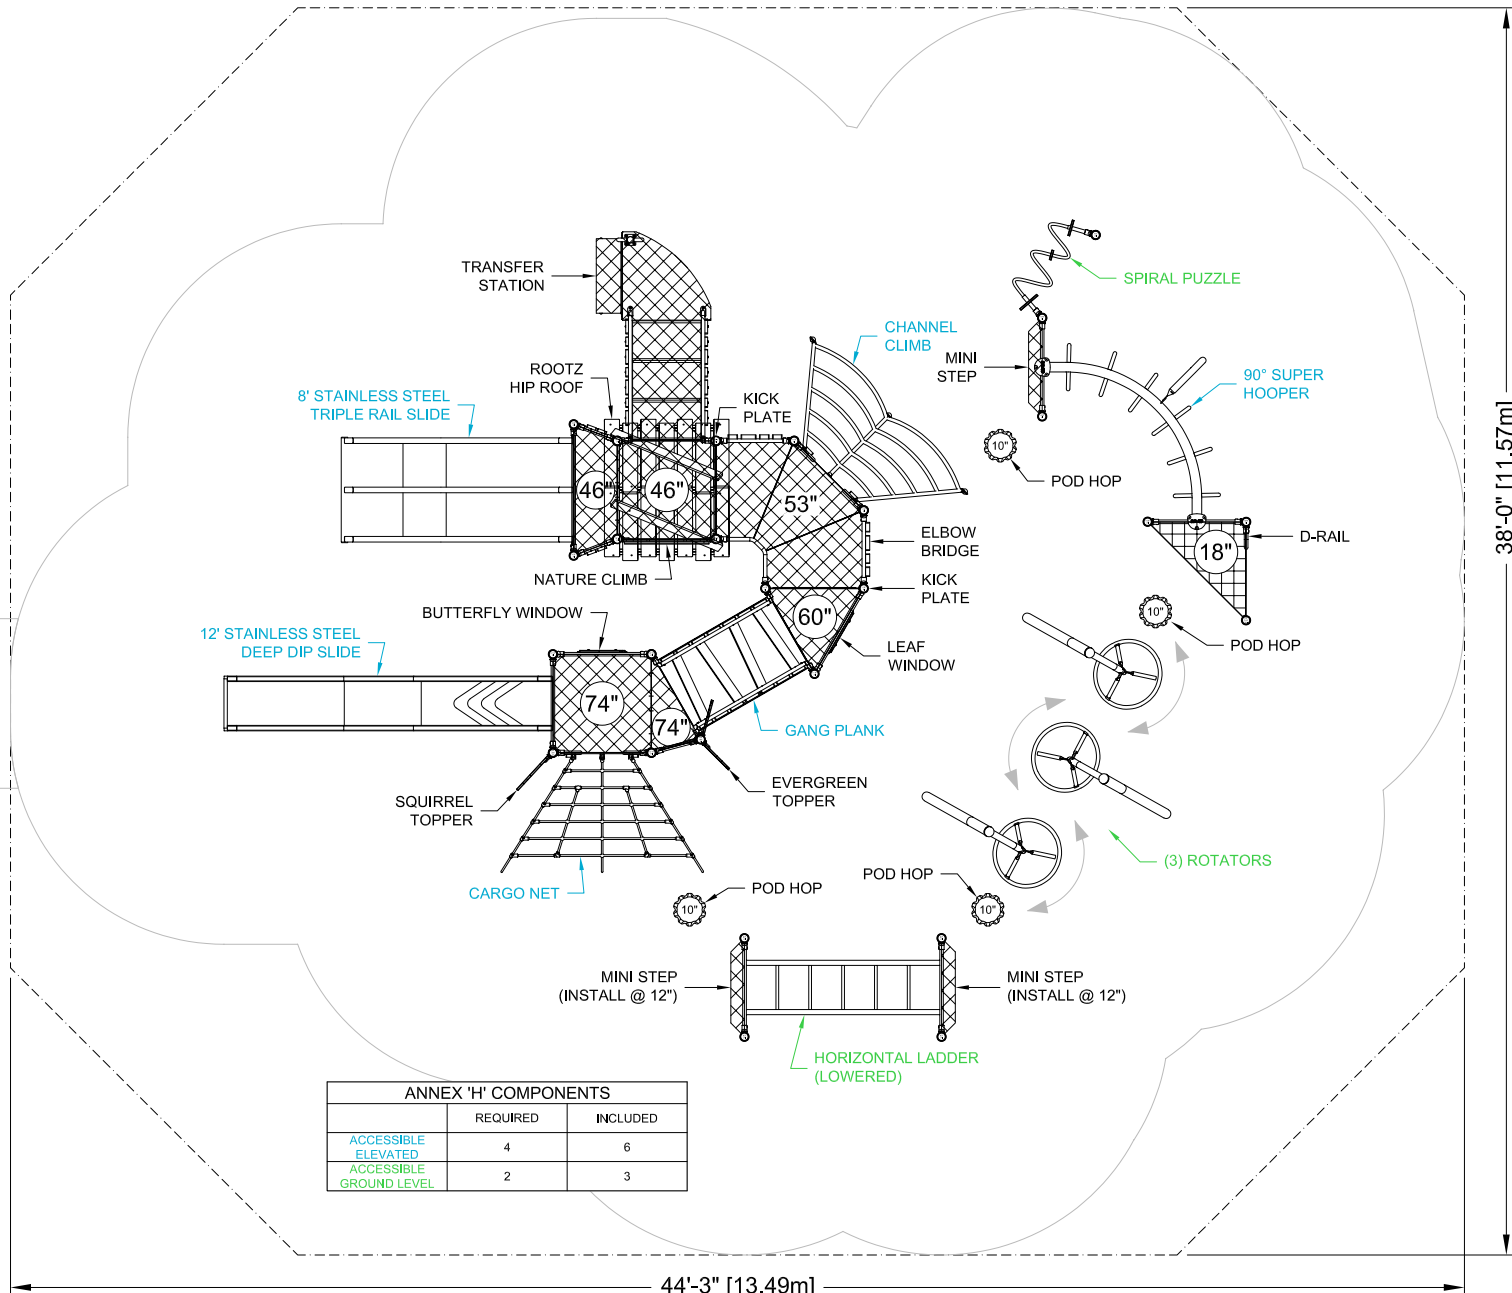 SPIRAL PUZZLE
TRANSFER
STATION
CHANNEL
CLIMB
MINI
STEP
90° SUPER
HOOPER
ROOTZ
HIP ROOF
8' STAINLESS STEEL
TRIPLE RAIL SLIDE
KICK
PLATE
38'-0" [11.57m]
10"
POD HOP
46"
46"
53"
ELBOW
BRIDGE
D-RAIL
18"
NATURE CLIMB
KICK
PLATE
BUTTERFLY WINDOW
60"
10"
POD HOP
12' STAINLESS STEEL
DEEP DIP SLIDE
LEAF
WINDOW
74"
74"
GANG PLANK
EVERGREEN
TOPPER
SQUIRREL
TOPPER
(3) ROTATORS
CARGO NET
POD HOP
10"
POD HOP
10"
MINI STEP
(INSTALL @ 12")
MINI STEP
(INSTALL @ 12")
HORIZONTAL LADDER
(LOWERED)
ANNEX 'H' COMPONENTS
REQUIRED INCLUDED
ACCESSIBLE
ELEVATED 4 6
ACCESSIBLE
GROUND LEVEL 2 3
44'-3" [13.49m]